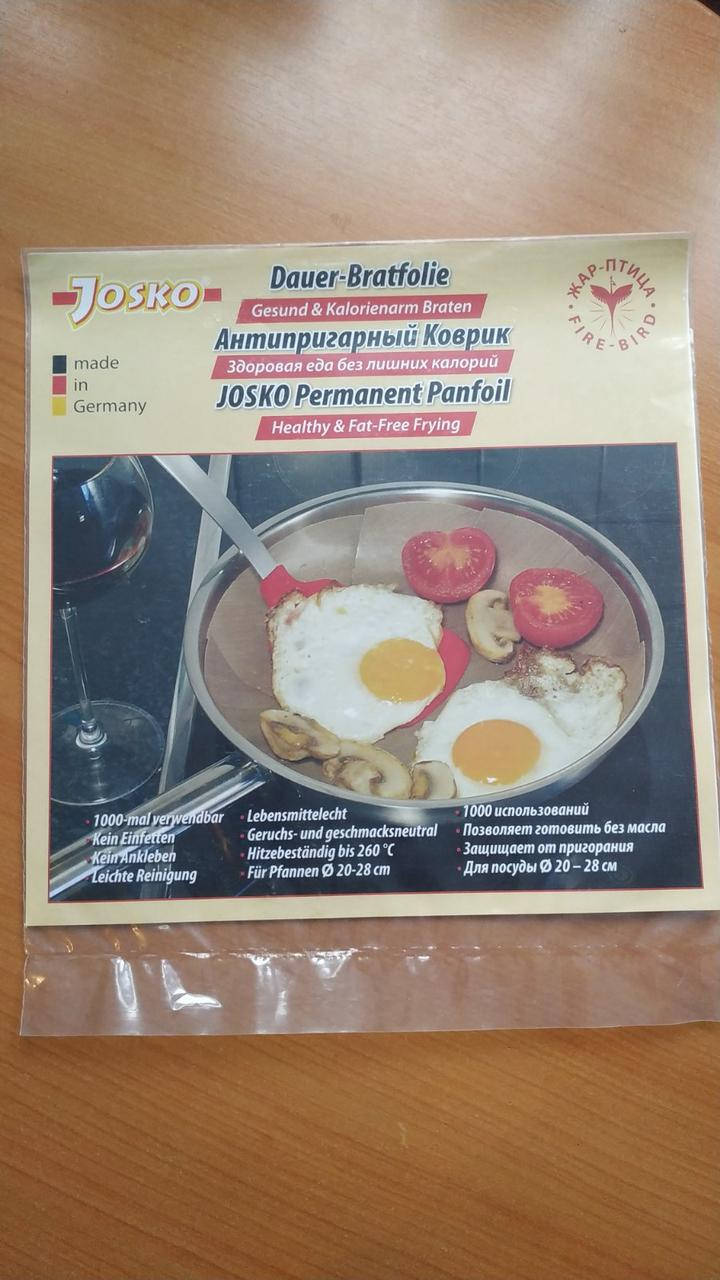 JOSKO
Dauer-Bratfolie
Gesund & Kalorienarm Braten
Антипригарный Коврик
Здоровая еда без лишних калорий
JOSKO Permanent Panfoil
Healthy & Fat-Free Frying
ЖАР-ПТИЦА
FIRE-BIRD
made
in
Germany
1000-mal verwendbar
Kein Einfetten
Kein Ankleben
Leichte Reinigung
Lebensmittelecht
Geruchs- und geschmacksneutral
Hitzebeständig bis 260 °C
Für Pfannen Ø 20-28 cm
1000 использований
Позволяет готовить без масла
Защищает от пригорания
Для посуды Ø 20 – 28 см